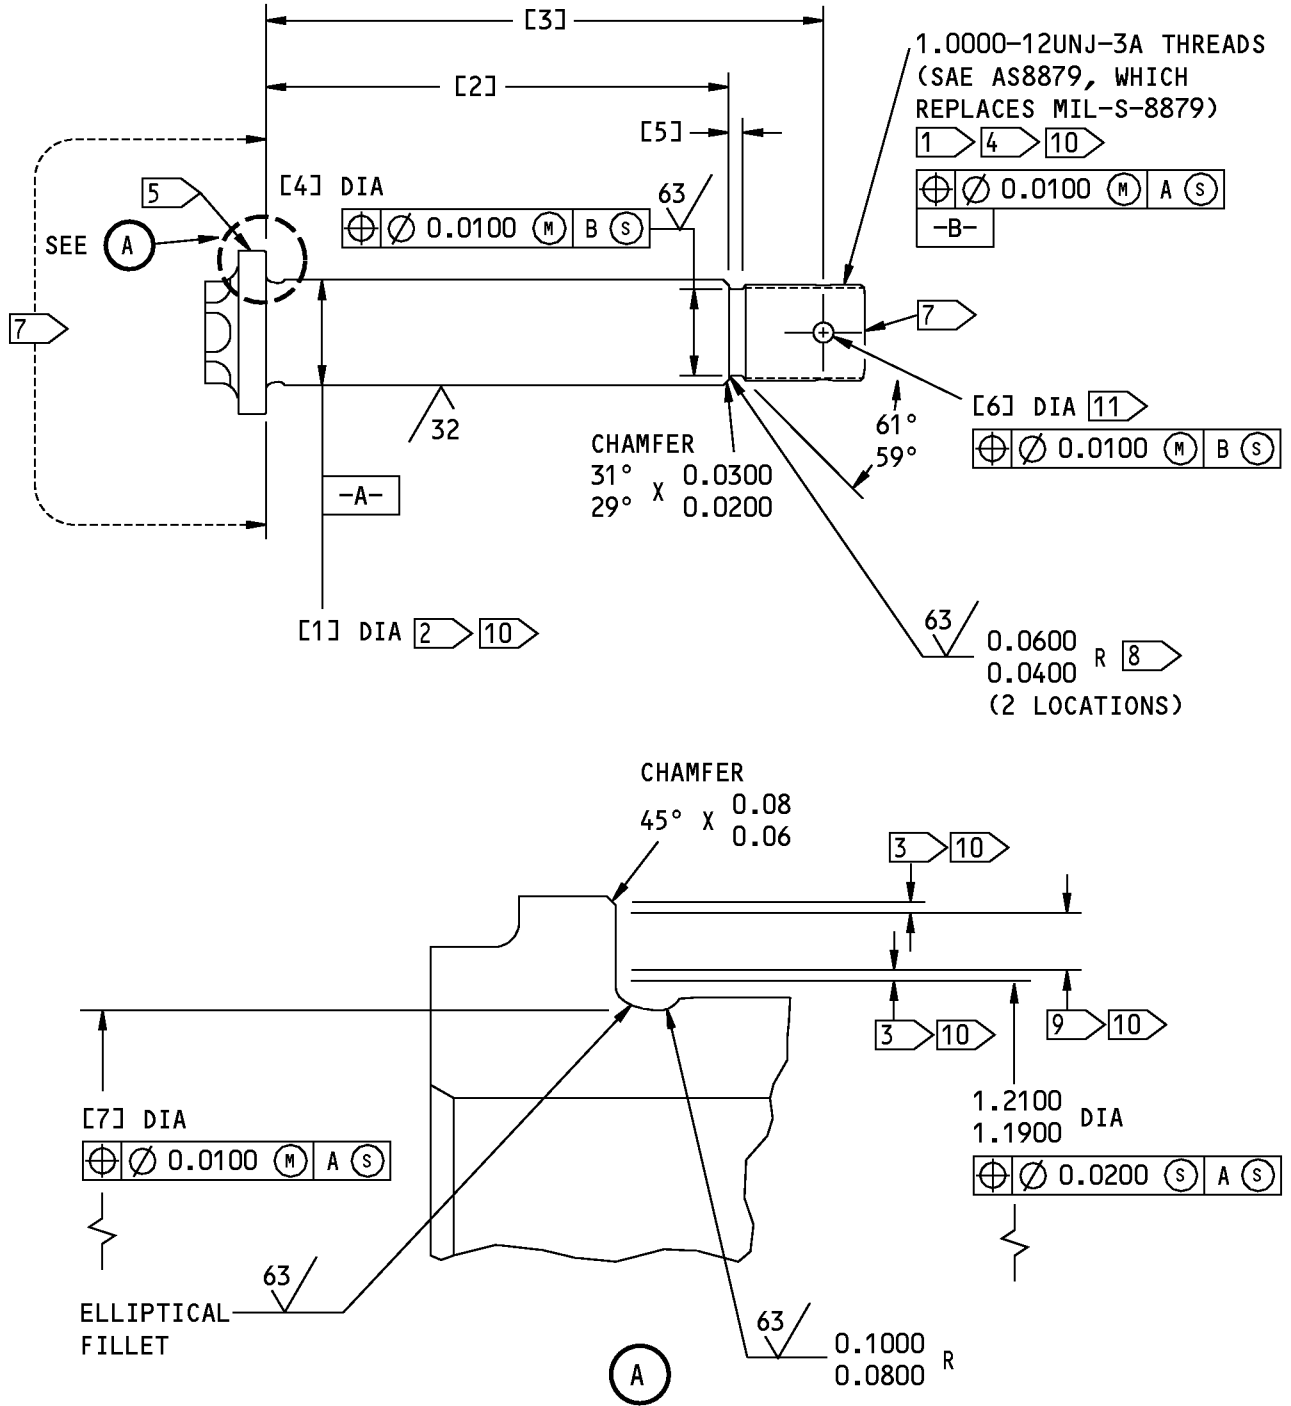 [3]
1.0000-12UNJ-3A THREADS
(SAE AS8879, WHICH
REPLACES MIL-S-8879)
1 4 10
⌖ ⌀ 0.0100 Ⓜ A Ⓢ
-B-
[2]
[5]
63
5
[4] DIA
⌖ ⌀ 0.0100 Ⓜ B Ⓢ
SEE A
7
7
32
CHAMFER
31° X 0.0300
29° 0.0200
61°
59°
[6] DIA 11
⌖ ⌀ 0.0100 Ⓜ B Ⓢ
-A-
[1] DIA 2 10
63
0.0600
0.0400 R 8
(2 LOCATIONS)
CHAMFER
45° X 0.08
0.06
3 10
3 10
9 10
[7] DIA
⌖ ⌀ 0.0100 Ⓜ A Ⓢ
1.2100
1.1900 DIA
⌖ ⌀ 0.0200 Ⓢ A Ⓢ
63
ELLIPTICAL
FILLET
63
0.1000
0.0800 R
A